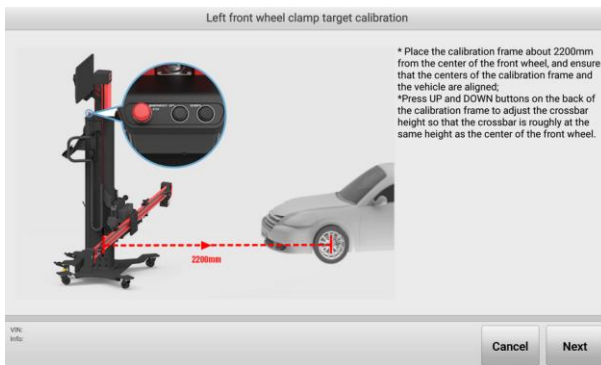 Left front wheel clamp target calibration
* Place the calibration frame about 2200mm
from the center of the front wheel, and ensure
that the centers of the calibration frame and
the vehicle are aligned;
*Press UP and DOWN buttons on the back of
the calibration frame to adjust the crossbar
height so that the crossbar is roughly at the
same height as the center of the front wheel.
2200mm
VIN:
Info:
Cancel
Next